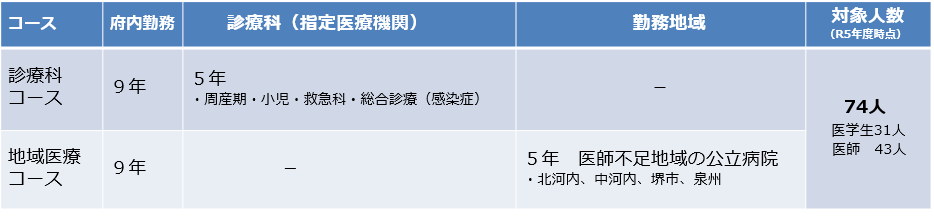 コース
府内勤務
診療科（指定医療機関）
勤務地域
対象人数
（R5年度時点）
診療科
コース
９年
５年
・周産期・小児・救急科・総合診療（感染症）
－
74人
医学生31人
医師　43人
地域医療
コース
９年
－
５年　医師不足地域の公立病院
・北河内、中河内、堺市、泉州